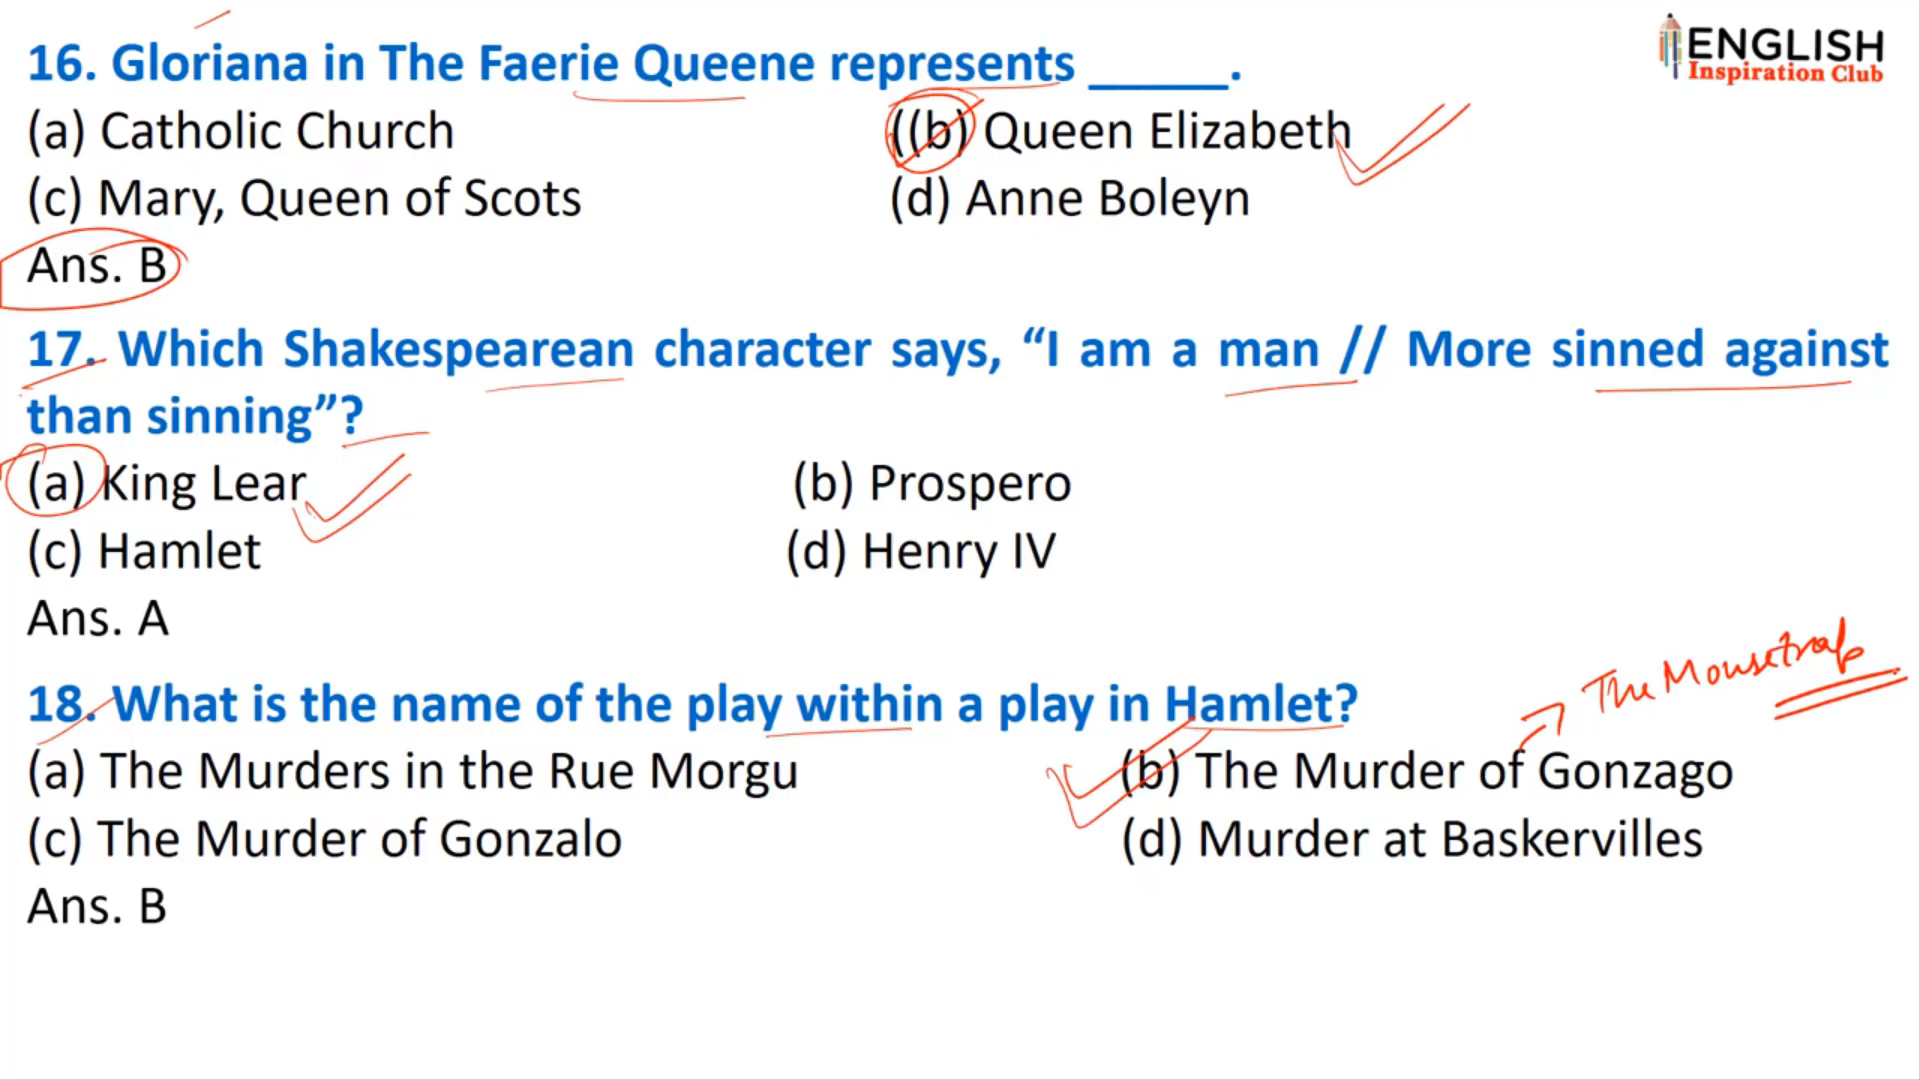 ENGLISH
Inspiration Club
16. Gloriana in The Faerie Queene represents _____.
(a) Catholic Church ((b) Queen Elizabeth
(c) Mary, Queen of Scots (d) Anne Boleyn
Ans. B
17. Which Shakespearean character says, “I am a man // More sinned against
than sinning”?
(a) King Lear (b) Prospero
(c) Hamlet (d) Henry IV
Ans. A
The Mousetrap
18. What is the name of the play within a play in Hamlet?
(a) The Murders in the Rue Morgu (b) The Murder of Gonzago
(c) The Murder of Gonzalo (d) Murder at Baskervilles
Ans. B